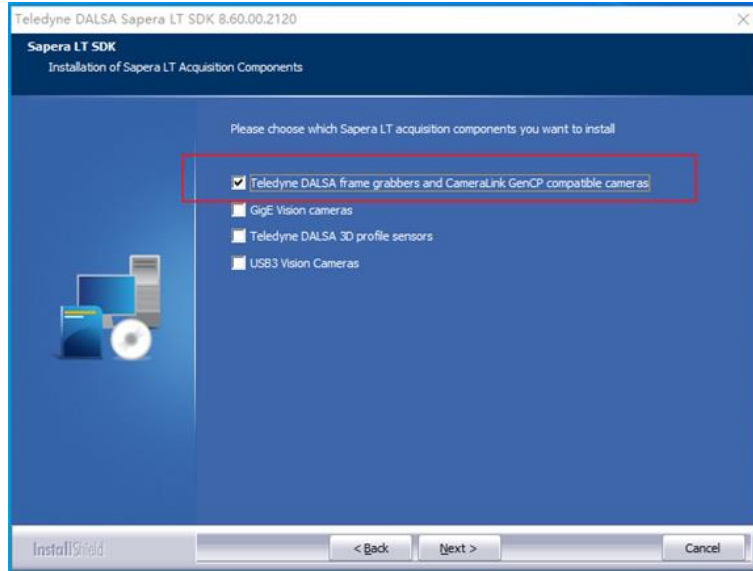 Teledyne DALSA Sapera LT SDK 8.60.00.2120
Sapera LT SDK
Installation of Sapera LT Acquisition Components
Please choose which Sapera LT acquisition components you want to install
Teledyne DALSA frame grabbers and CameraLink GenCP compatible cameras
GigE Vision cameras
Teledyne DALSA 3D profile sensors
USB3 Vision Cameras
InstallShield
< Back Next > Cancel